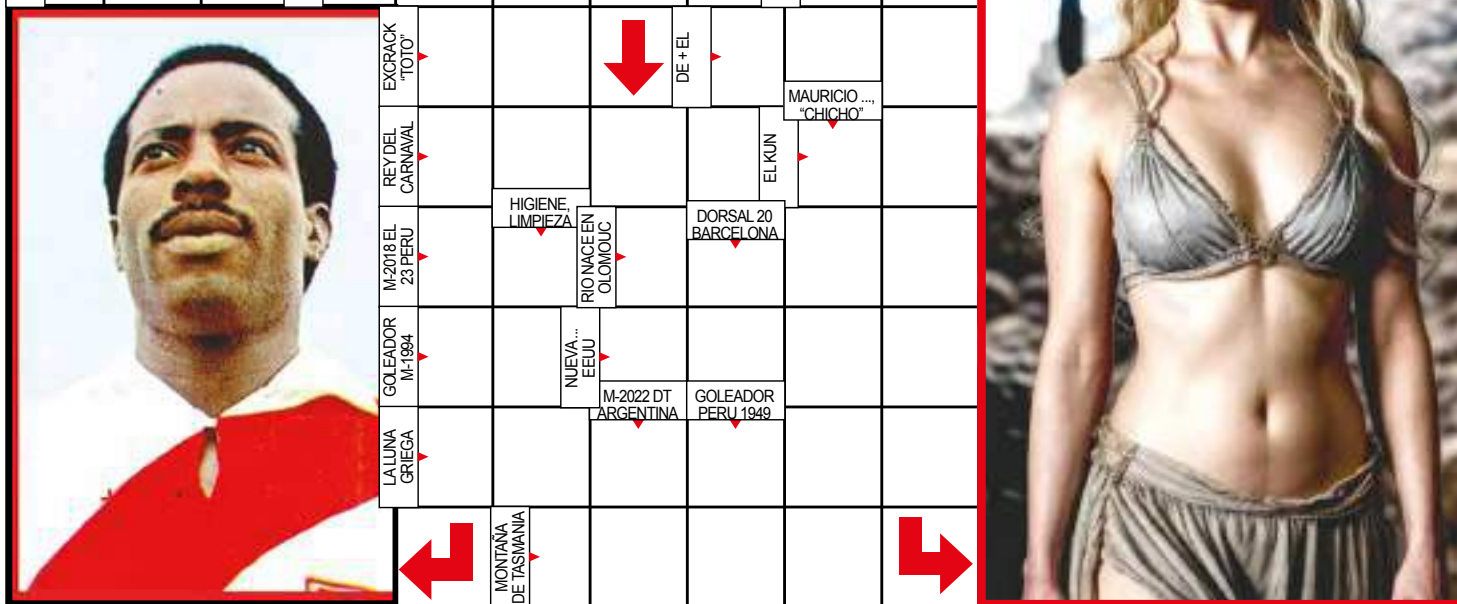 EXCRACK
“TOTO”
DE + EL
MAURICIO ...,
“CHICHO”
REY DEL
CARNAVAL
EL KUN
HIGIENE,
LIMPIEZA
M-2018 EL
23 PERU
RIO NACE EN
OLOMOUC
DORSAL 20
BARCELONA
GOLEADOR
M-1994
NUEVA...
EEUU
M-2022 DT
ARGENTINA
GOLEADOR
PERU 1949
LA LUNA
GRIEGA
MONTAÑA
DE TASMANIA